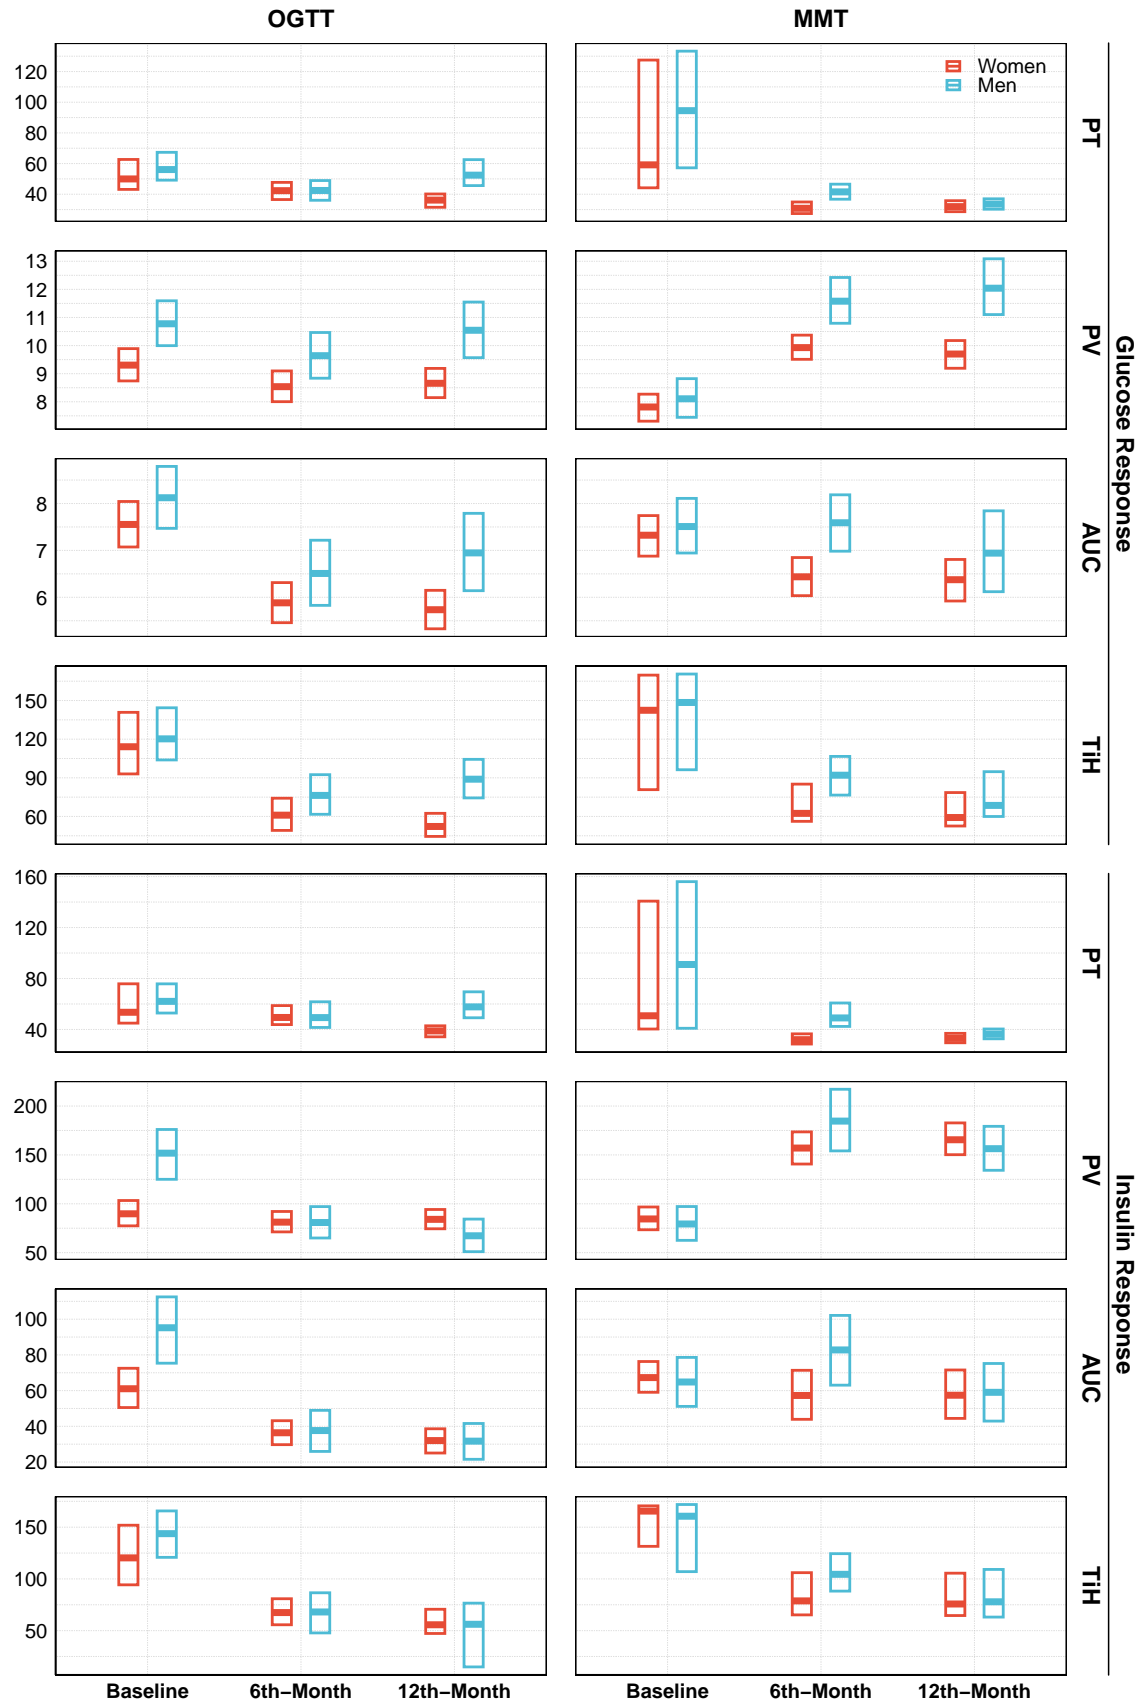 OGTT
MMT
Women
Men
120
100
80
60
40
PT
13
12
11
10
9
8
PV
8
7
6
AUC
150
120
90
60
TiH
Glucose Response
160
120
80
40
PT
200
150
100
50
PV
100
80
60
40
20
AUC
150
100
50
TiH
Insulin Response
Baseline 6th−Month 12th−Month Baseline 6th−Month 12th−Month